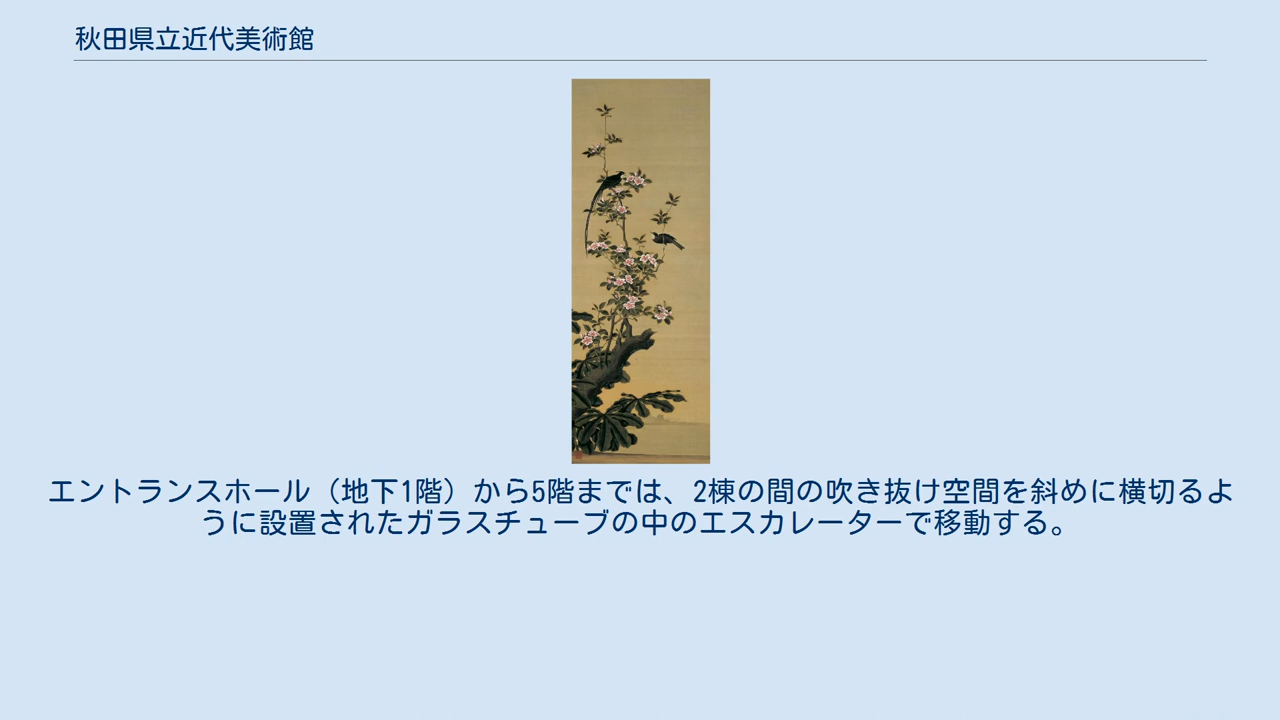 秋田県立近代美術館
エントランスホール（地下1階）から5階までは、2棟の間の吹き抜け空間を斜めに横切るよ
うに設置されたガラスチューブの中のエスカレーターで移動する。